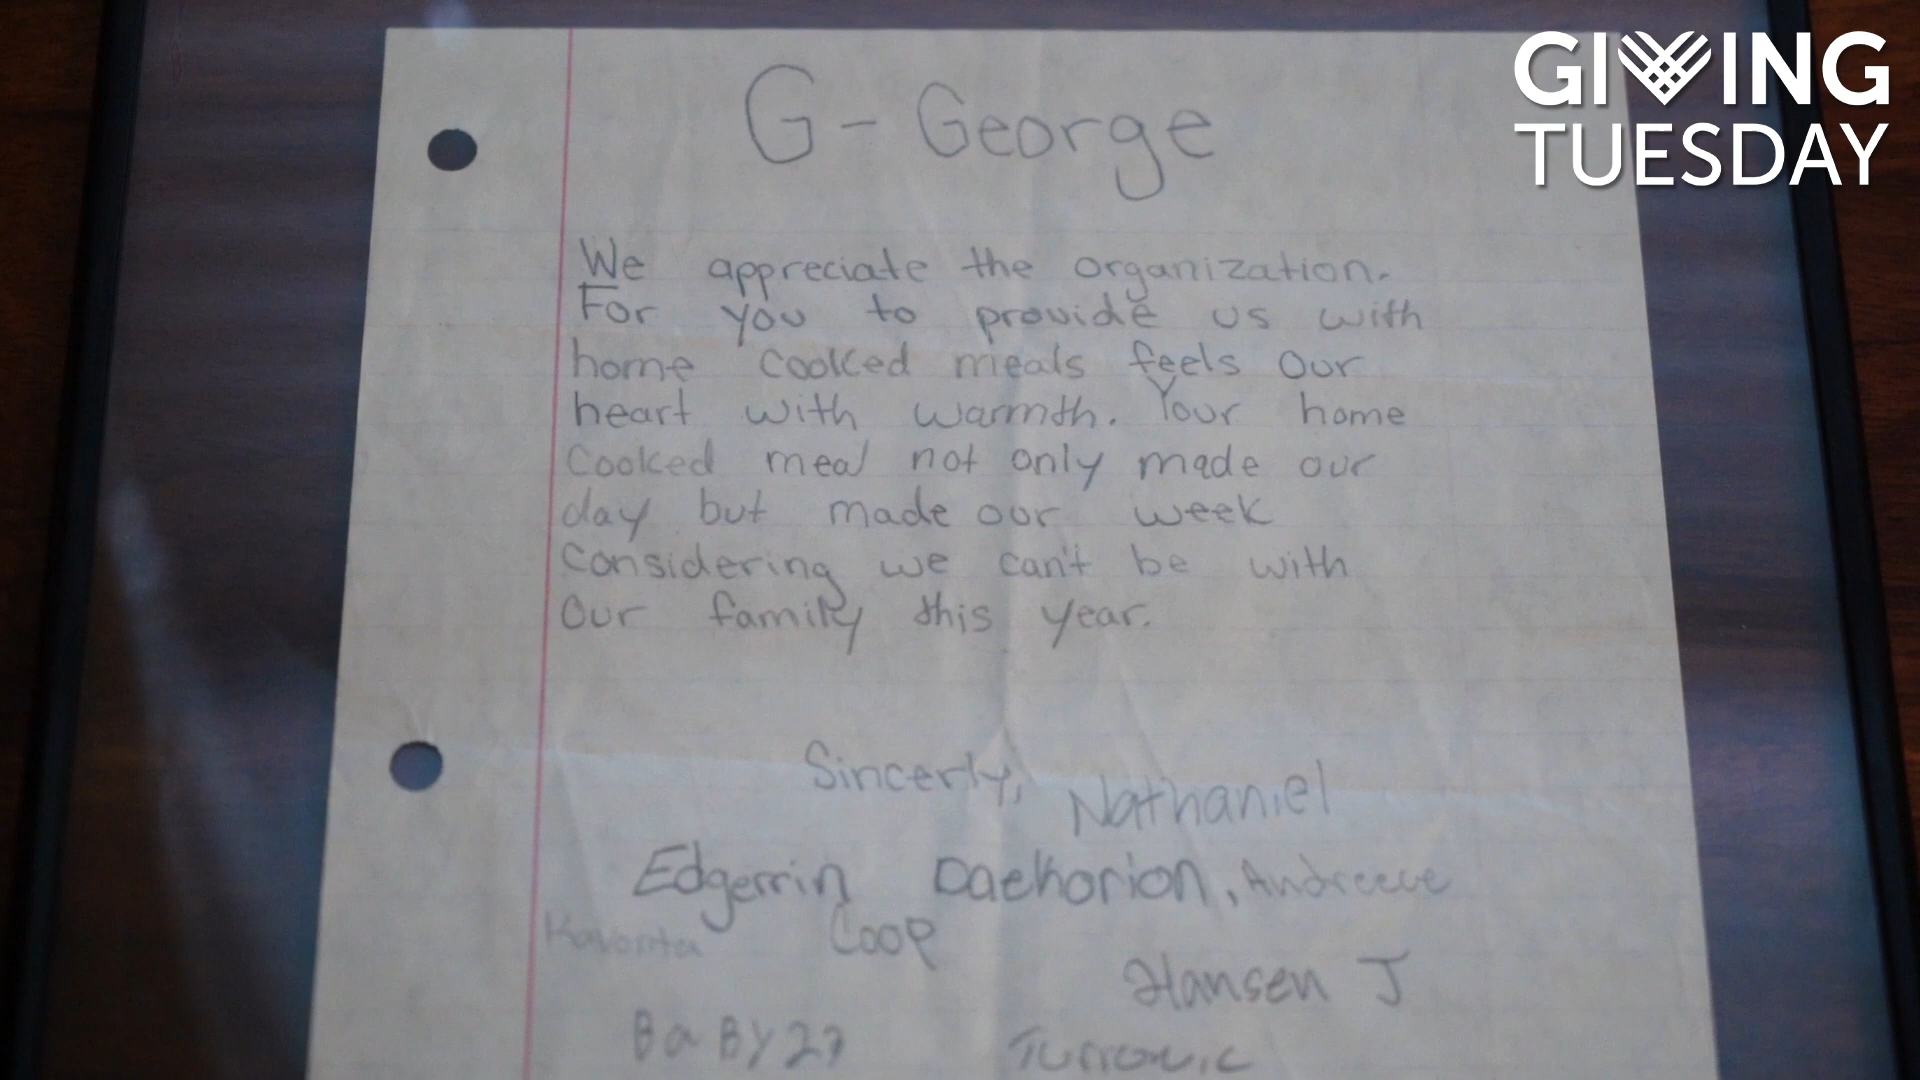 GIVING
TUESDAY
G- George
We appreciate the organization.
For you to provide us with
home cooked meals feels our
heart with warmth. Your home
cooked meal not only made our
day but made our week
considering we can't be with
our family this year.
Sincerly, Nathaniel
Edgerrin Daekorion, Andreeve
Coop
Hansen J
BaBy27